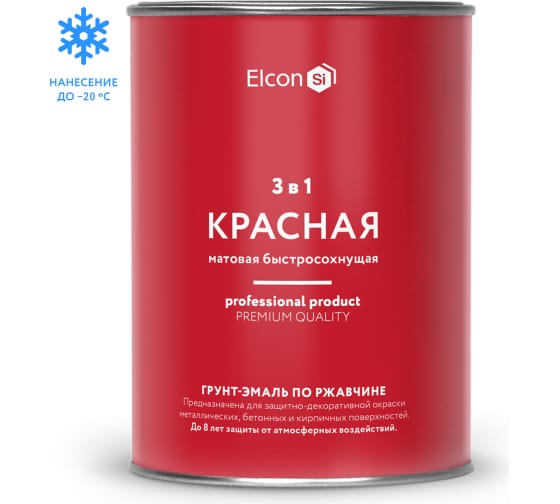 НАНЕСЕНИЕ
ДО –20 °С
Elcon Si
3 в 1
КРАСНАЯ
матовая быстросохнущая
professional product
PREMIUM QUALITY
ГРУНТ-ЭМАЛЬ ПО РЖАВЧИНЕ
Предназначена для защитно-декоративной окраски
металлических, бетонных и кирпичных поверхностей.
До 8 лет защиты от атмосферных воздействий.